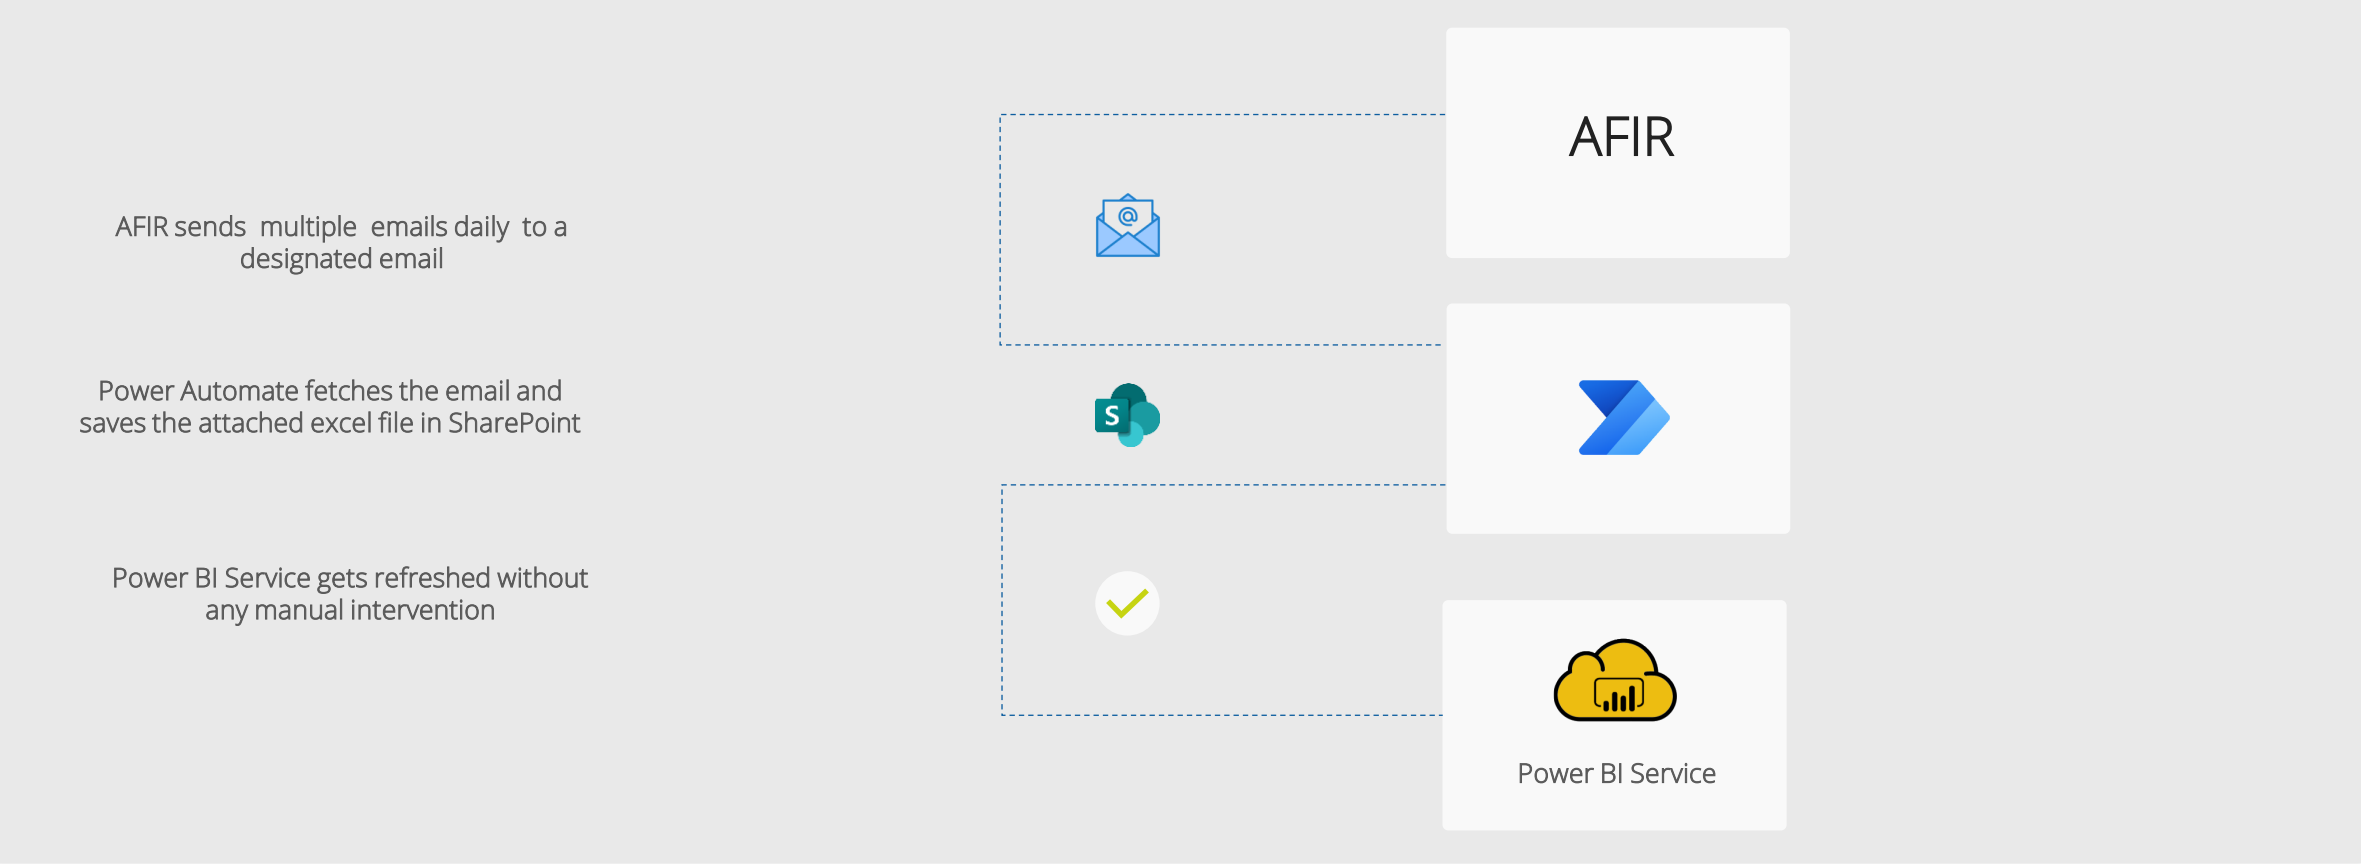 AFIR
AFIR sends  multiple  emails daily  to a
designated email
@
Power Automate fetches the email and
saves the attached excel file in SharePoint
S
Power BI Service gets refreshed without
any manual intervention
Power BI Service